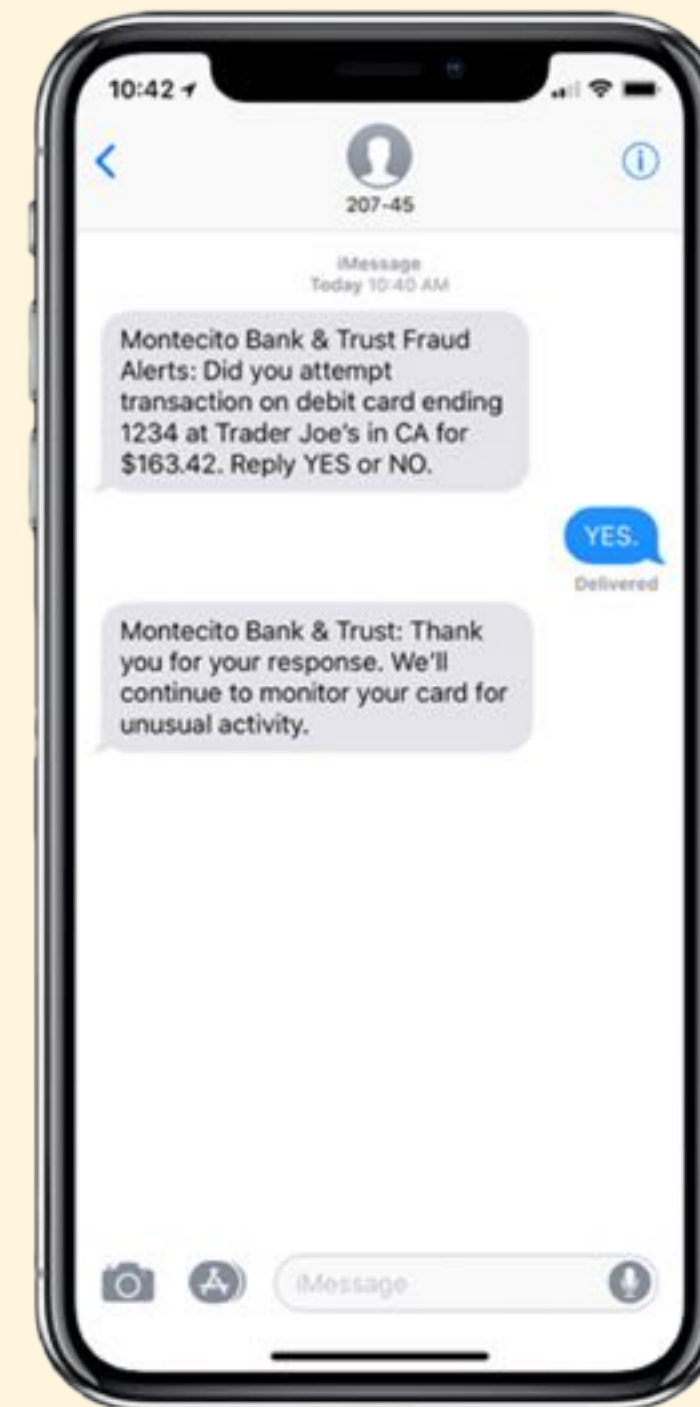 10:42
207-45
iMessage
Today 10:40 AM
Montecito Bank & Trust Fraud
Alerts: Did you attempt
transaction on debit card ending
1234 at Trader Joe's in CA for
$163.42. Reply YES or NO.
YES.
Delivered
Montecito Bank & Trust: Thank
you for your response. We'll
continue to monitor your card for
unusual activity.
iMessage